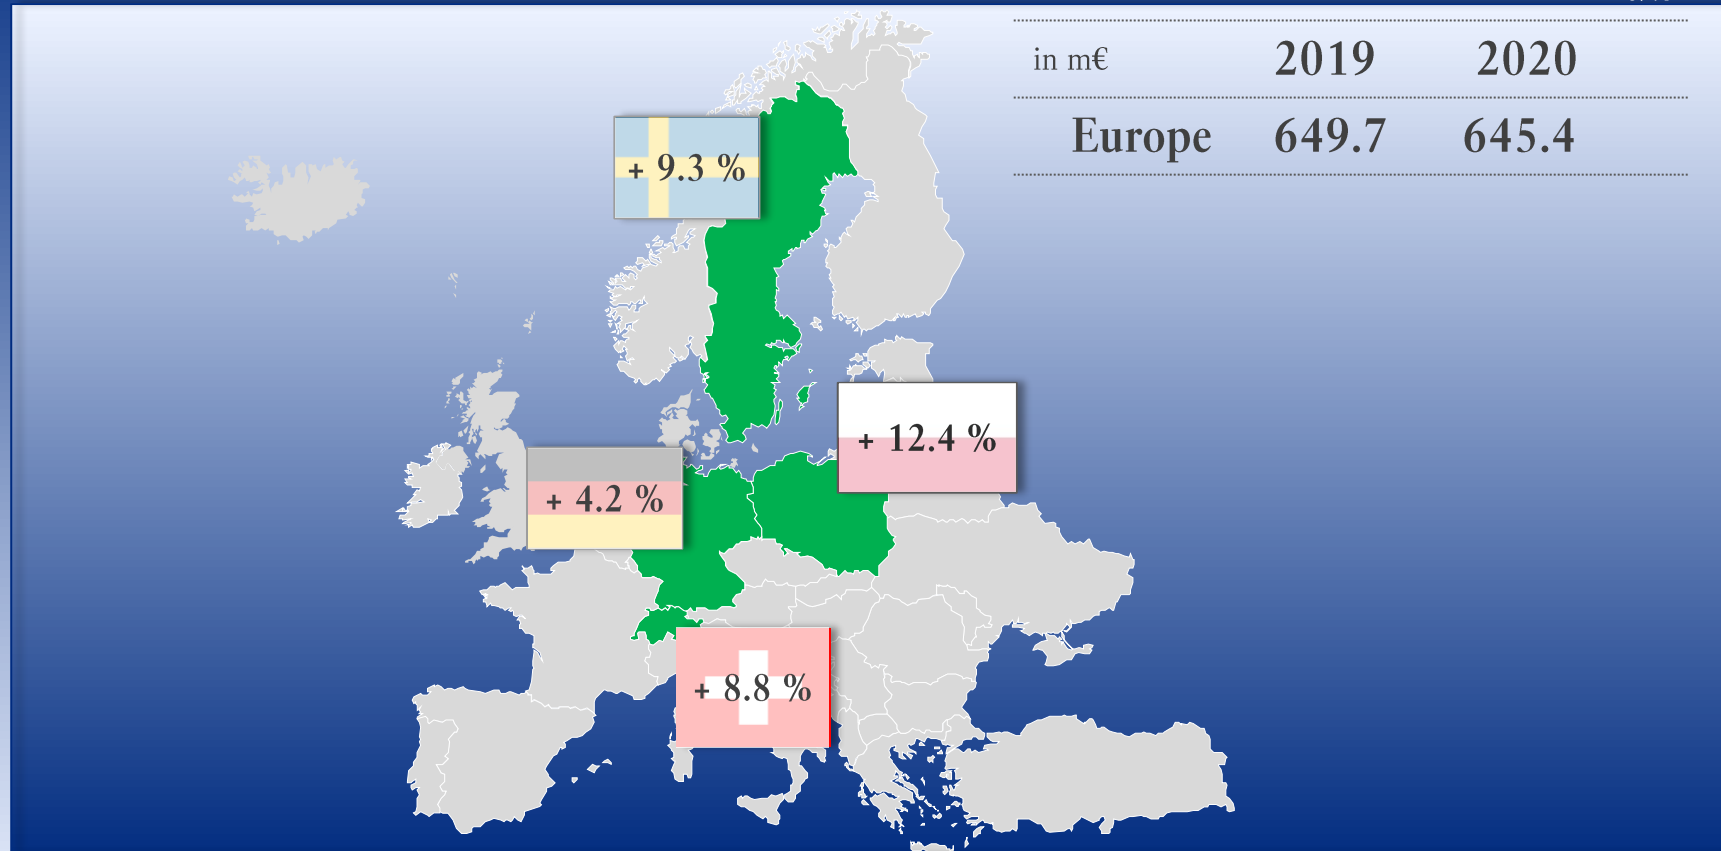 in m€ 2019 2020
Europe 649.7 645.4
+ 9.3 %
+ 12.4 %
+ 4.2 %
+ 8.8 %